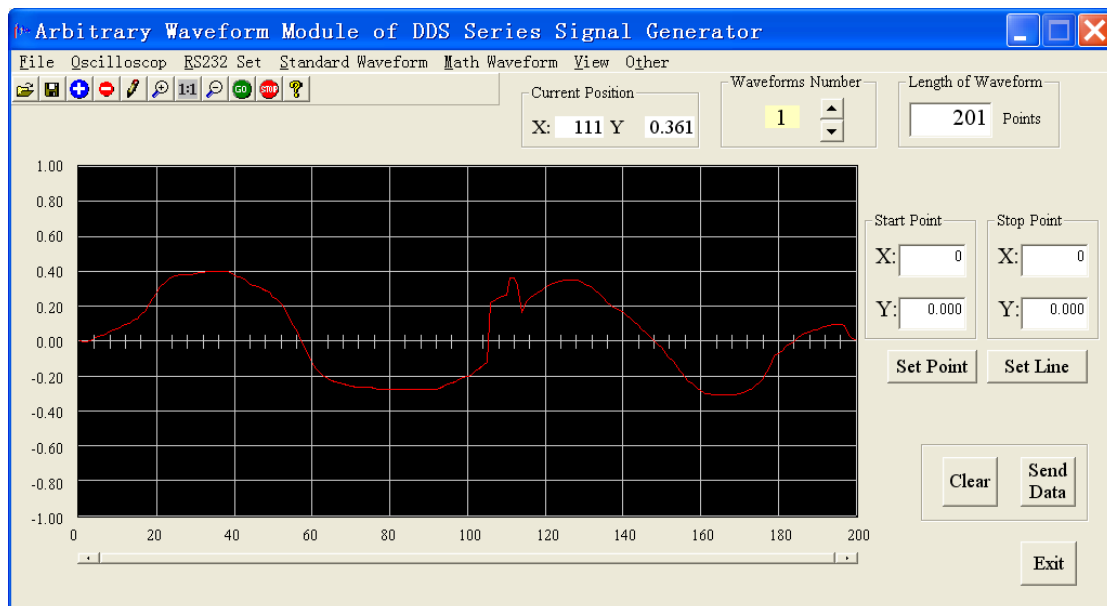 Arbitrary Waveform Module of DDS Series Signal Generator
File Oscilloscop RS232 Set Standard Waveform Math Waveform View Other
1:1 GO STOP ?
Current Position
X: 111 Y 0.361
Waveforms Number
1
Length of Waveform
201 Points
1.00
0.80
0.60
0.40
0.20
0.00
-0.20
-0.40
-0.60
-0.80
-1.00
0 20 40 60 80 100 120 140 160 180 200
Start Point
X: 0
Y: 0.000
Stop Point
X: 0
Y: 0.000
Set Point
Set Line
Clear
Send
Data
Exit